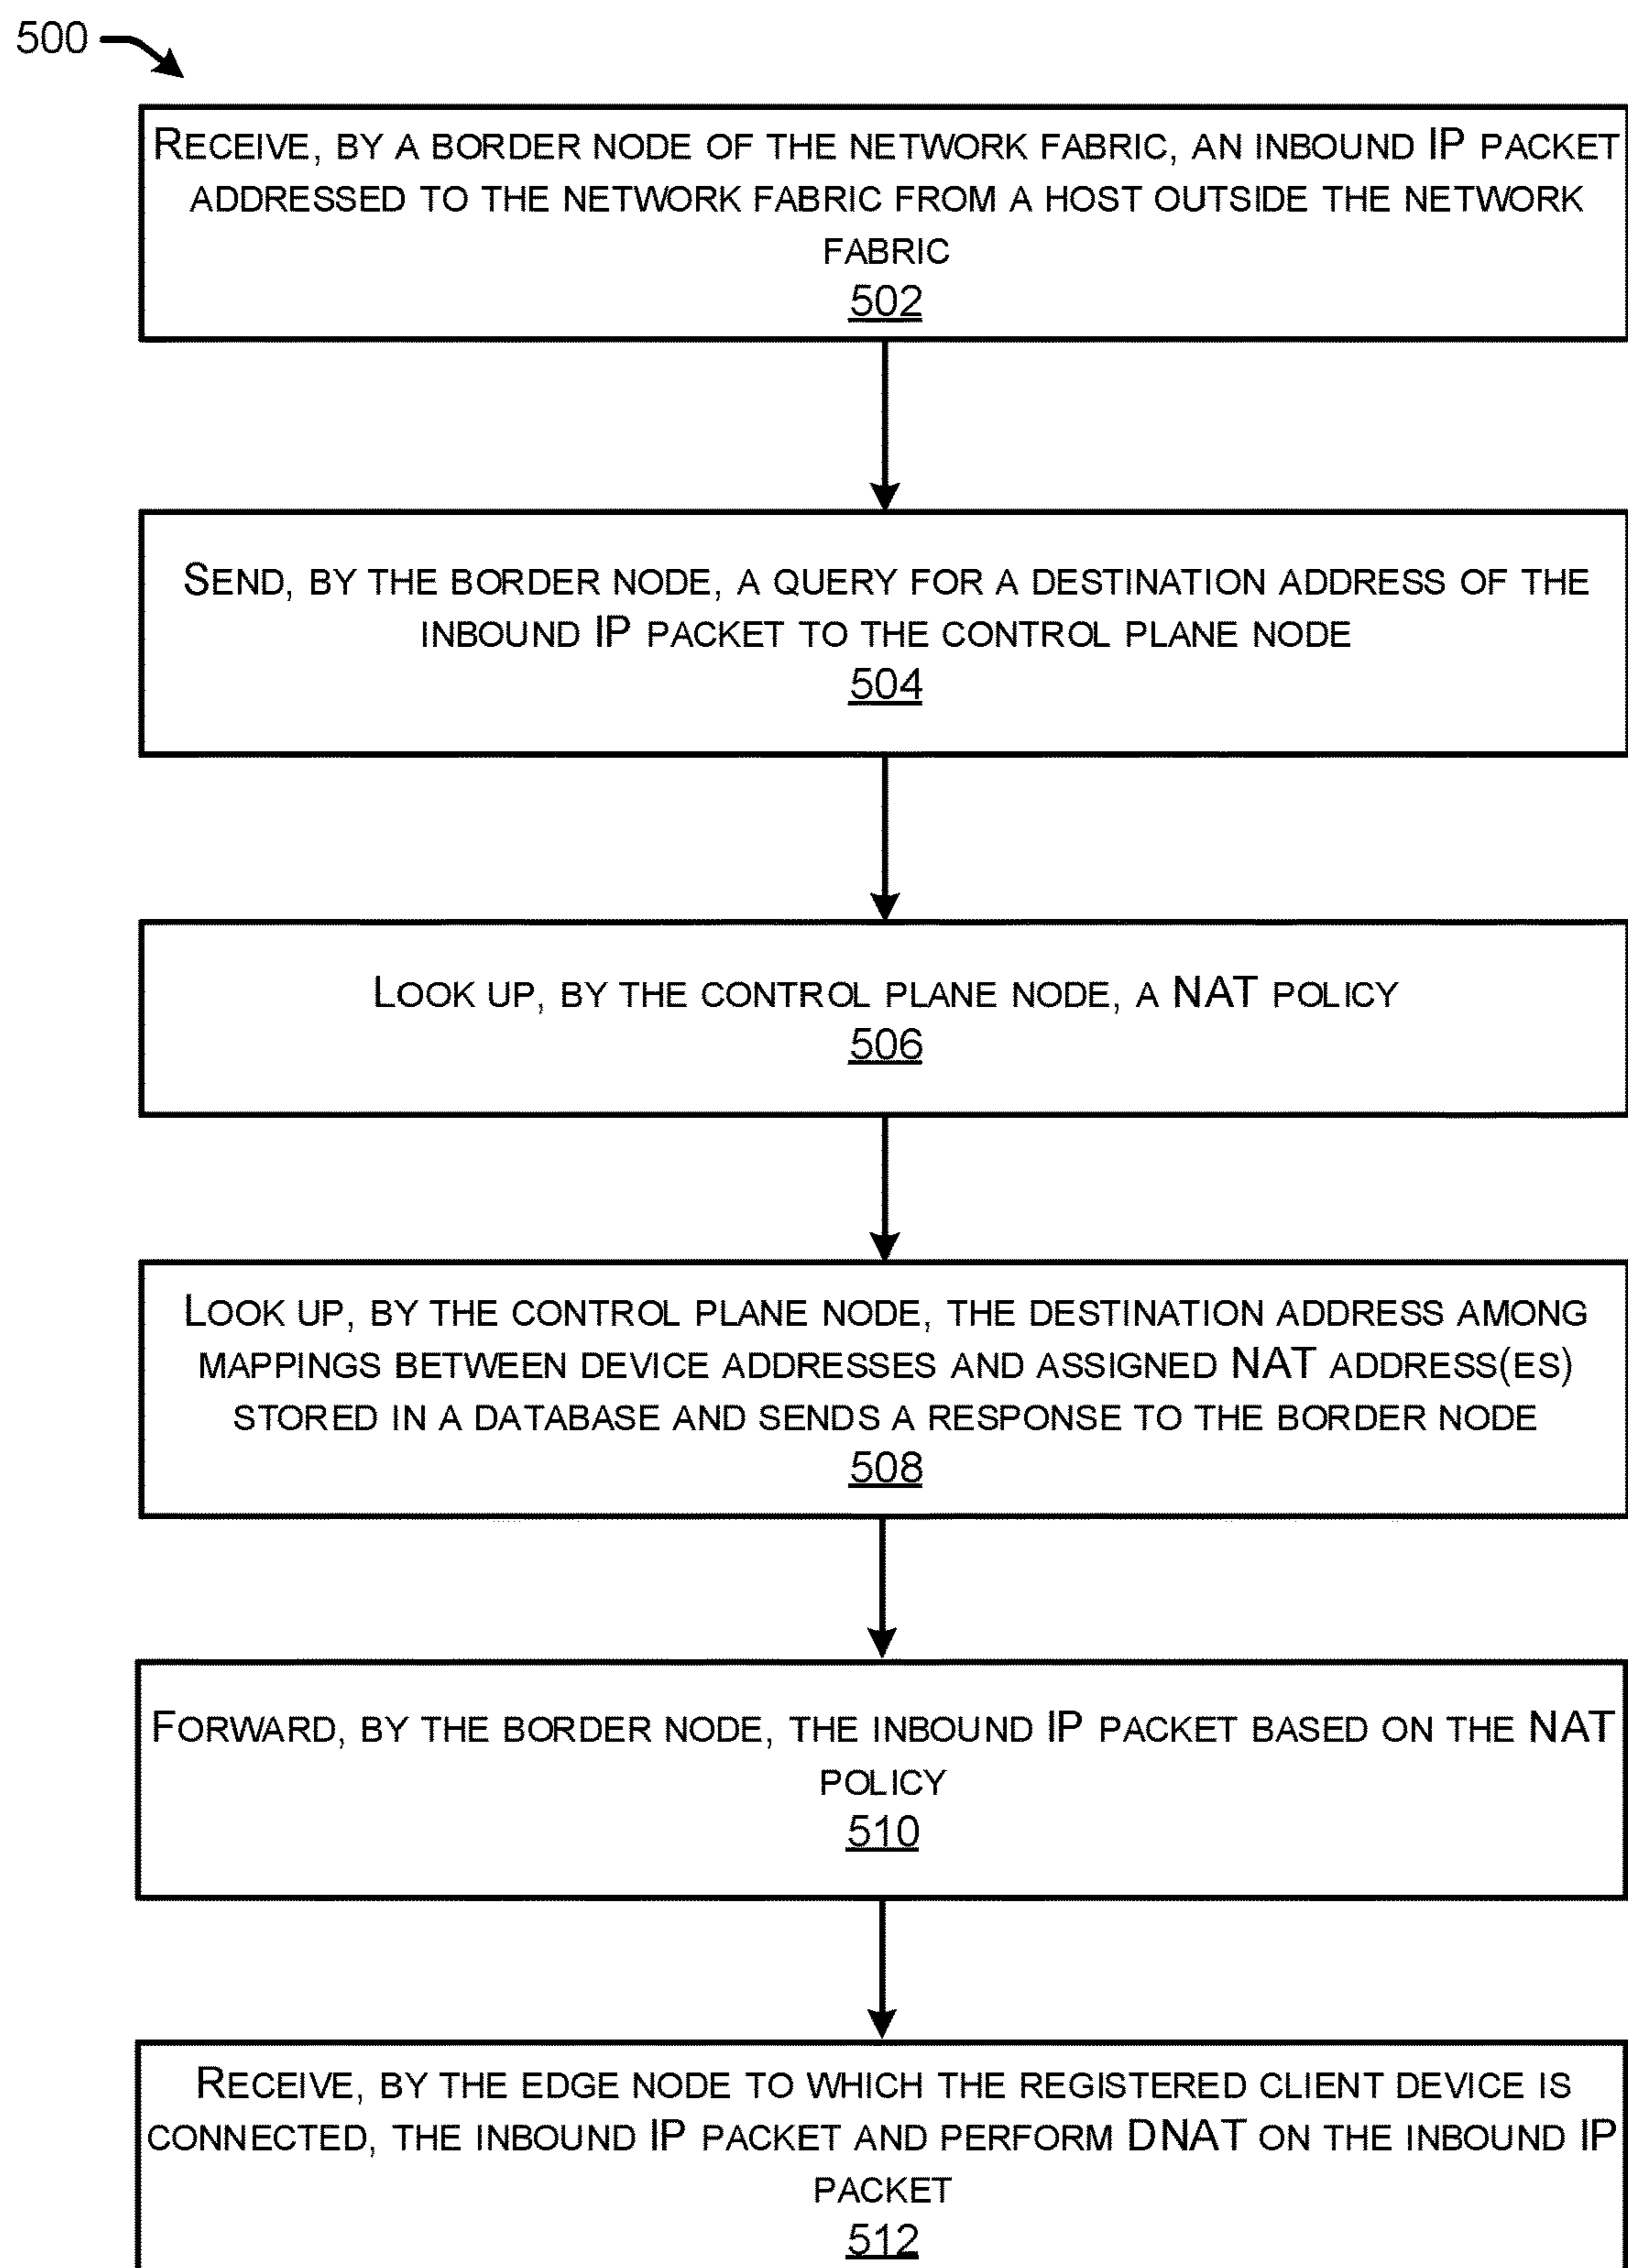 500
RECEIVE, BY A BORDER NODE OF THE NETWORK FABRIC, AN INBOUND IP PACKET
ADDRESSED TO THE NETWORK FABRIC FROM A HOST OUTSIDE THE NETWORK
FABRIC
502
SEND, BY THE BORDER NODE, A QUERY FOR A DESTINATION ADDRESS OF THE
INBOUND IP PACKET TO THE CONTROL PLANE NODE
504
LOOK UP, BY THE CONTROL PLANE NODE, A NAT POLICY
506
LOOK UP, BY THE CONTROL PLANE NODE, THE DESTINATION ADDRESS AMONG
MAPPINGS BETWEEN DEVICE ADDRESSES AND ASSIGNED NAT ADDRESS(ES)
STORED IN A DATABASE AND SENDS A RESPONSE TO THE BORDER NODE
508
FORWARD, BY THE BORDER NODE, THE INBOUND IP PACKET BASED ON THE NAT
POLICY
510
RECEIVE, BY THE EDGE NODE TO WHICH THE REGISTERED CLIENT DEVICE IS
CONNECTED, THE INBOUND IP PACKET AND PERFORM DNAT ON THE INBOUND IP
PACKET
512